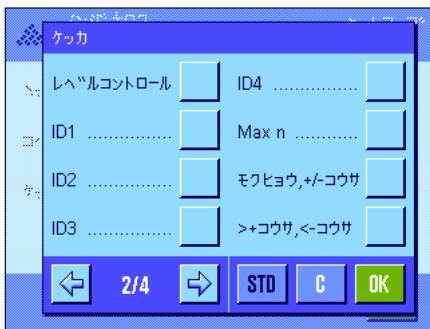 ケッカ
レベルコントロール
ID1 ................
ID2 ................
ID3 ................
ID4 ................
Max n ............
モクヒョウ,+/-コウサ
>+コウサ,<-コウサ
2/4
STD
C
OK